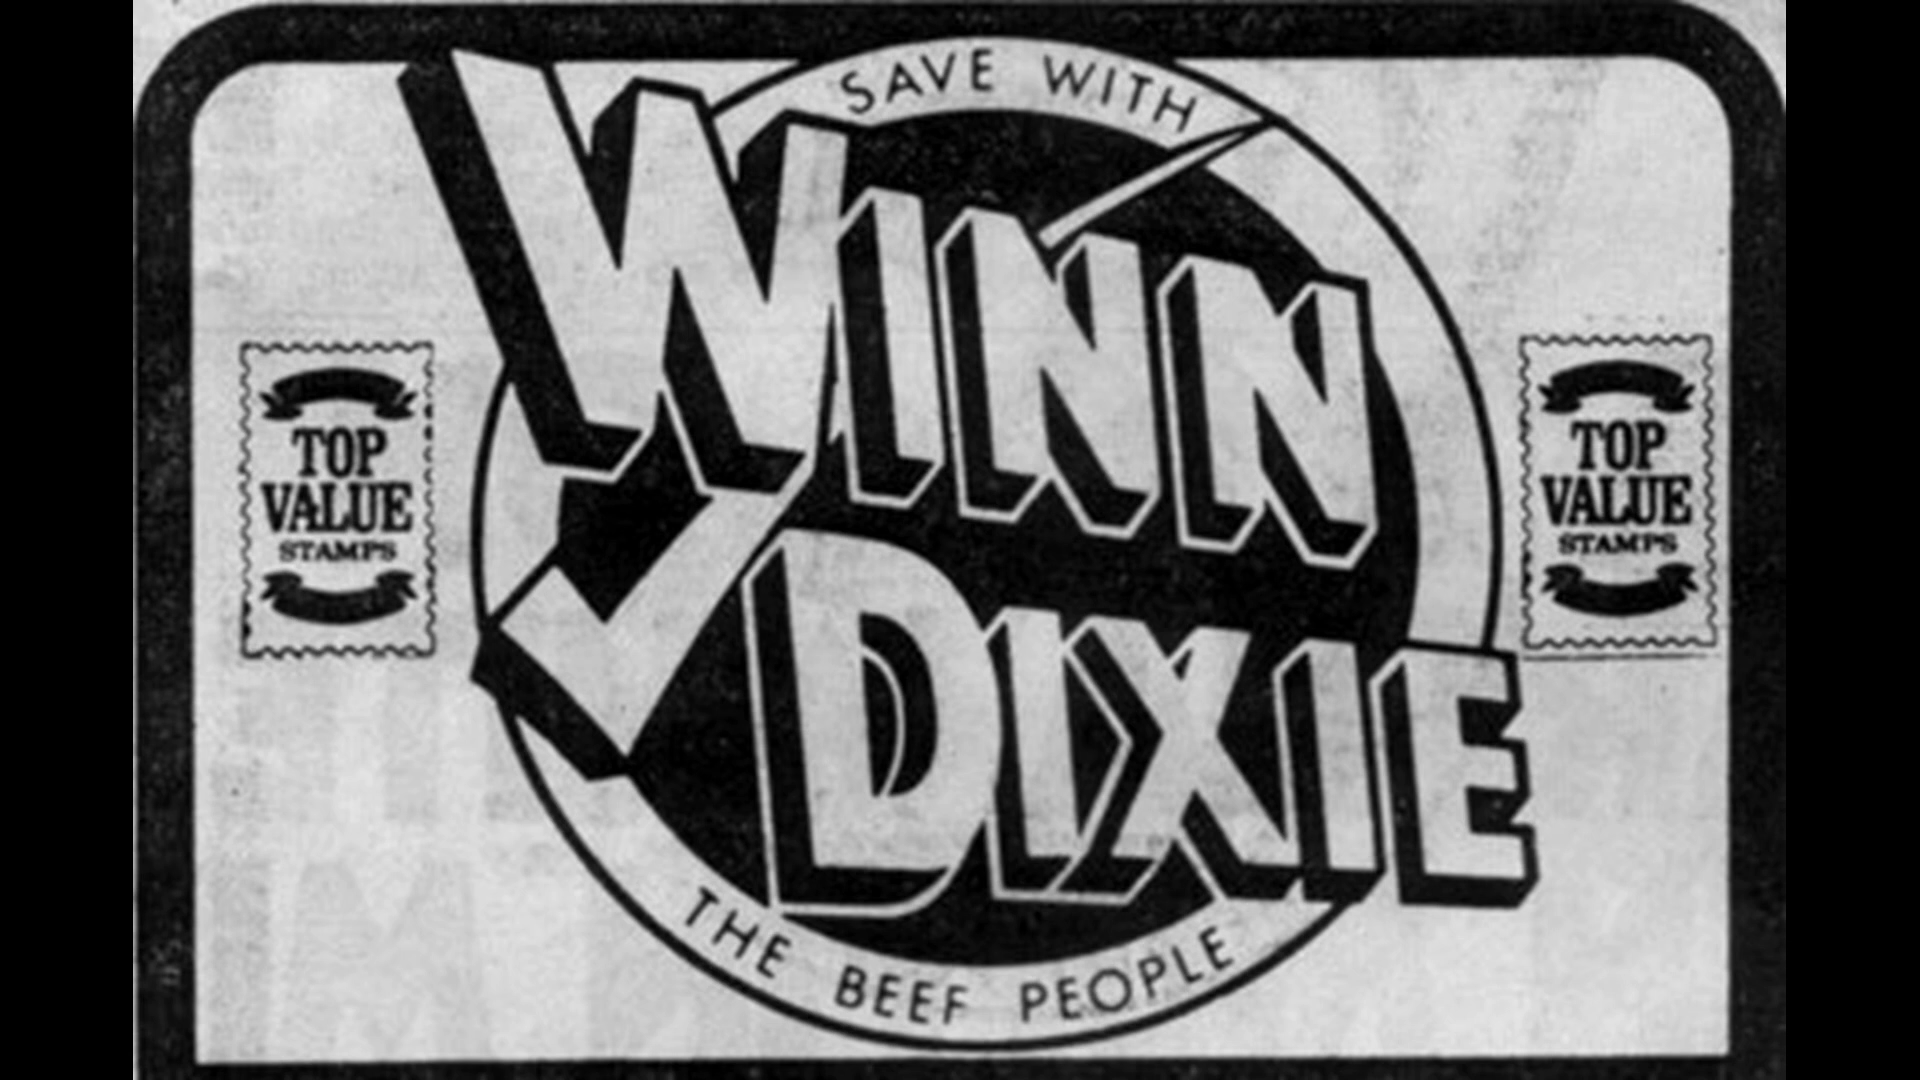 SAVE WITH
WINN
DIXIE
THE BEEF PEOPLE
TOP
VALUE
STAMPS
TOP
VALUE
STAMPS